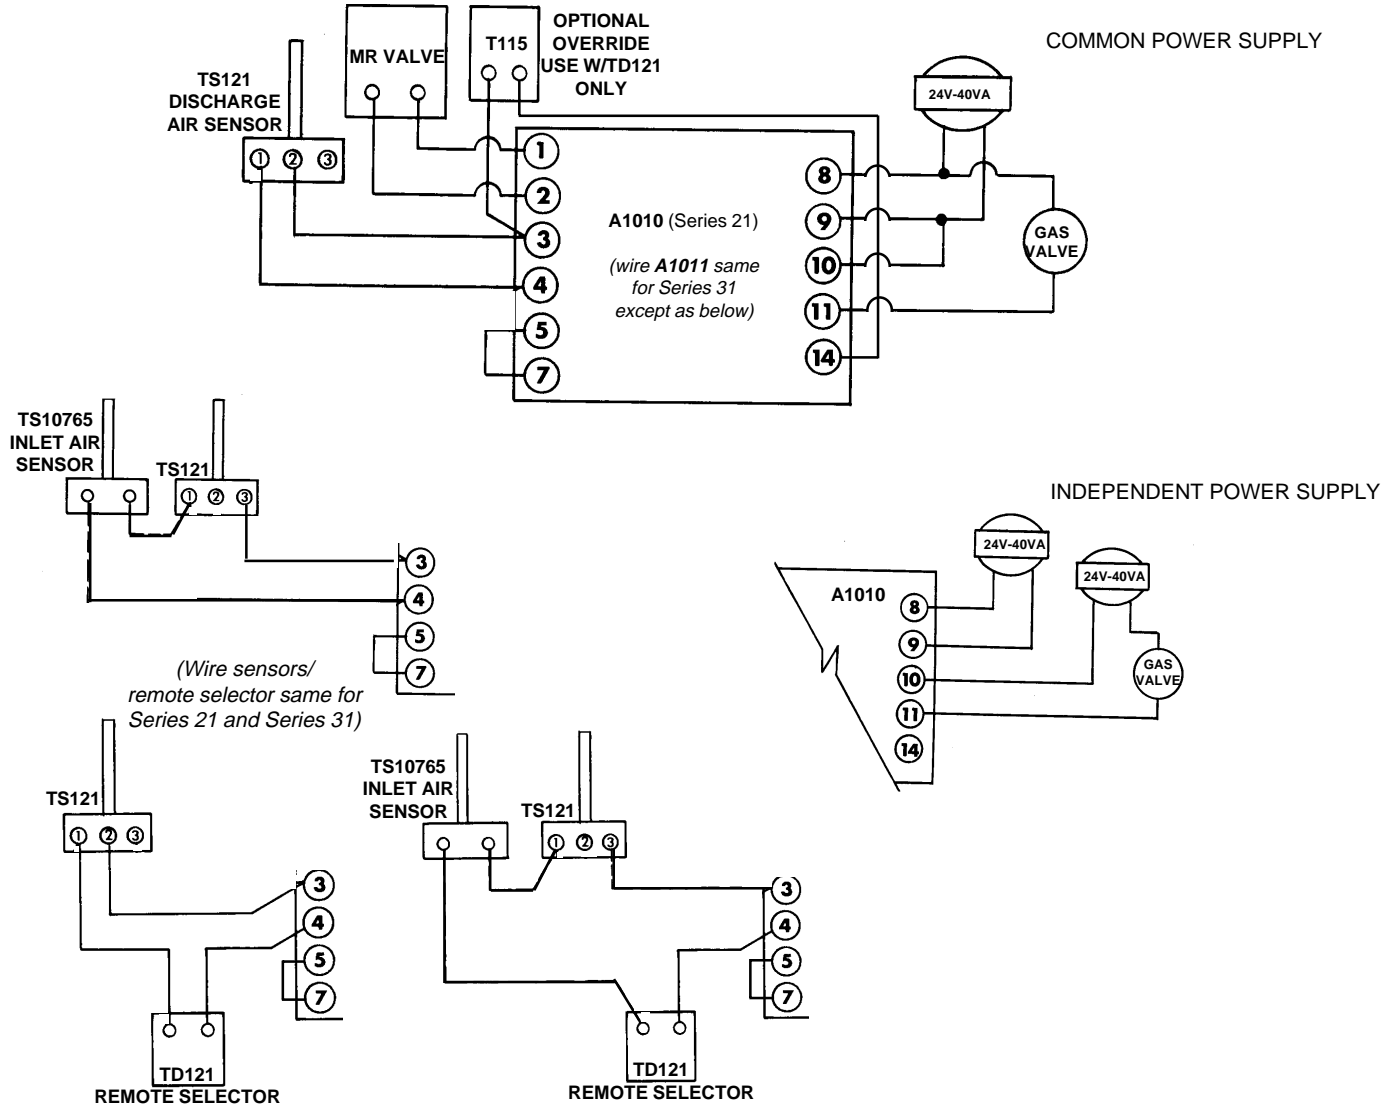 COMMON POWER SUPPLY
OPTIONAL
OVERRIDE
USE W/TD121
ONLY
T115
MR VALVE
TS121
DISCHARGE
AIR SENSOR
1 2 3
24V-40VA
1
2
3
4
5
7
A1010 (Series 21)
(wire A1011 same
for Series 31
except as below)
8
9
10
11
14
GAS
VALVE
TS10765
INLET AIR
SENSOR
TS121
1 2 3
3
4
5
7
(Wire sensors/
remote selector same for
Series 21 and Series 31)
INDEPENDENT POWER SUPPLY
24V-40VA
24V-40VA
A1010
8
9
10
11
14
GAS
VALVE
TS121
1 2 3
3
4
5
7
TD121
REMOTE SELECTOR
TS10765
INLET AIR
SENSOR
TS121
1 2 3
3
4
5
7
TD121
REMOTE SELECTOR